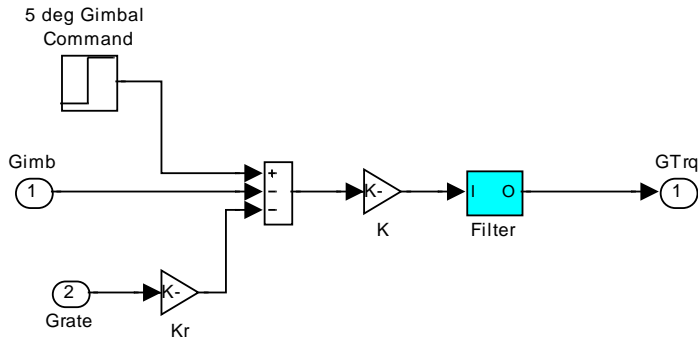 5 deg Gimbal
Command
Gimb
1
+
−
−
K-
K
I O
Filter
GTrq
1
2
Grate
K-
Kr